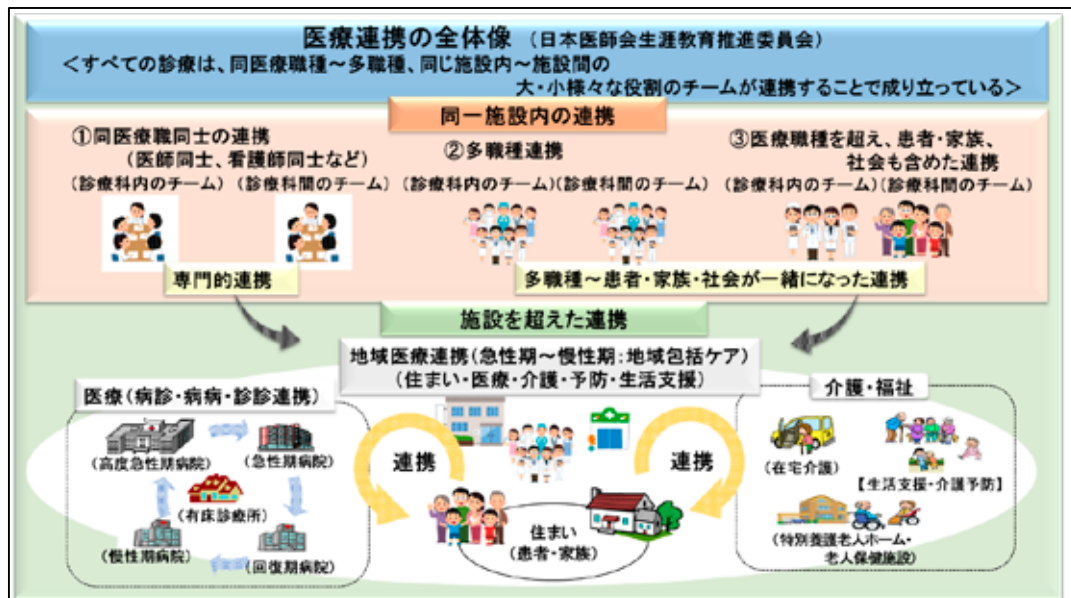 医療連携の全体像 （日本医師会生涯教育推進委員会）
＜すべての診療は、同医療職種～多職種、同じ施設内～施設間の
大・小様々な役割のチームが連携することで成り立っている＞
同一施設内の連携
①同医療職同士の連携
（医師同士、看護師同士など）
（診療科内のチーム）（診療科間のチーム）
②多職種連携
（診療科内のチーム）（診療科間のチーム）
③医療職種を超え、患者・家族、
社会も含めた連携
（診療科内のチーム）（診療科間のチーム）
専門的連携
多職種～患者・家族・社会が一緒になった連携
施設を超えた連携
地域医療連携（急性期～慢性期：地域包括ケア）
（住まい・医療・介護・予防・生活支援）
医療（病診・病病・診診連携）
（高度急性期病院）
（急性期病院）
（有床診療所）
（慢性期病院）
（回復期病院）
連携
連携
住まい
（患者・家族）
介護・福祉
（在宅介護）
【生活支援・介護予防】
（特別養護老人ホーム・
老人保健施設）